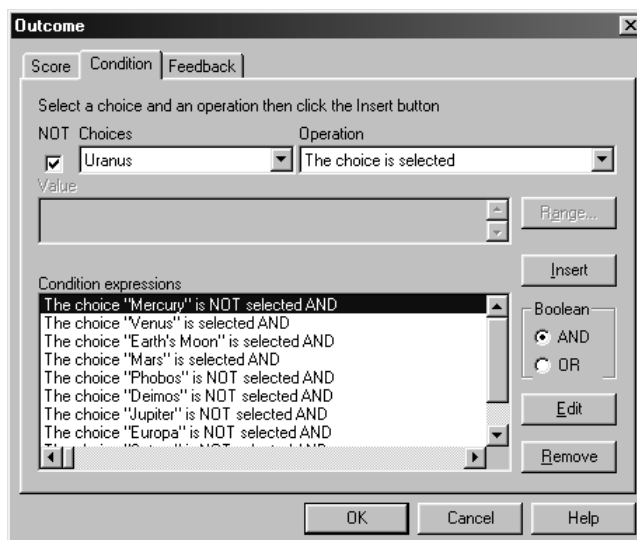 Outcome
Score Condition Feedback
Select a choice and an operation then click the Insert button
NOT Choices Operation
Uranus The choice is selected
Value
Range...
Insert
Condition expressions
The choice "Mercury" is NOT selected AND
The choice "Venus" is selected AND
Boolean
The choice "Earth's Moon" is selected AND
AND
The choice "Mars" is selected AND
OR
The choice "Phobos" is NOT selected AND
The choice "Deimos" is NOT selected AND
The choice "Jupiter" is NOT selected AND
Edit
The choice "Europa" is NOT selected AND
Remove
OK Cancel Help